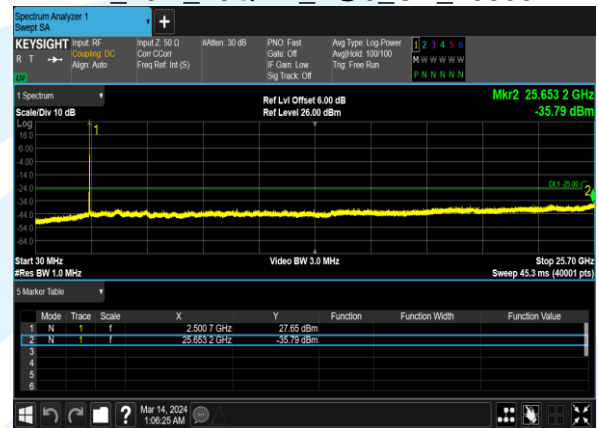 Spectrum Analyzer 1
Swept SA
KEYSIGHT
R T
Input: RF
Coupling: DC
Align: Auto
Input Z: 50 Ω
Corr CCorr
Freq Ref: Int (S)
#Atten: 30 dB
PNO: Fast
Gate: Off
IF Gain: Low
Sig Track: Off
Avg Type: Log-Power
Avg|Hold: 100/100
Trig: Free Run
1 2 3 4 5 6
M W W W W W
P N N N N N
1 Spectrum
Scale/Div 10 dB
Ref Lvl Offset 6.00 dB
Ref Level 26.00 dBm
Mkr2 25.653 2 GHz
-35.79 dBm
Log
16.0
6.00
-4.00
-14.0
-24.0
-34.0
-44.0
-54.0
-64.0
1
DL1 -25.00
2
Start 30 MHz
#Res BW 1.0 MHz
Video BW 3.0 MHz
Stop 25.70 GHz
Sweep 45.3 ms (40001 pts)
5 Marker Table
Mode Trace Scale X Y Function Function Width Function Value
1 N 1 f 2.500 7 GHz 27.65 dBm
2 N 1 f 25.653 2 GHz -35.79 dBm
3
4
5
6
?
Mar 14, 2024
1:06:25 AM